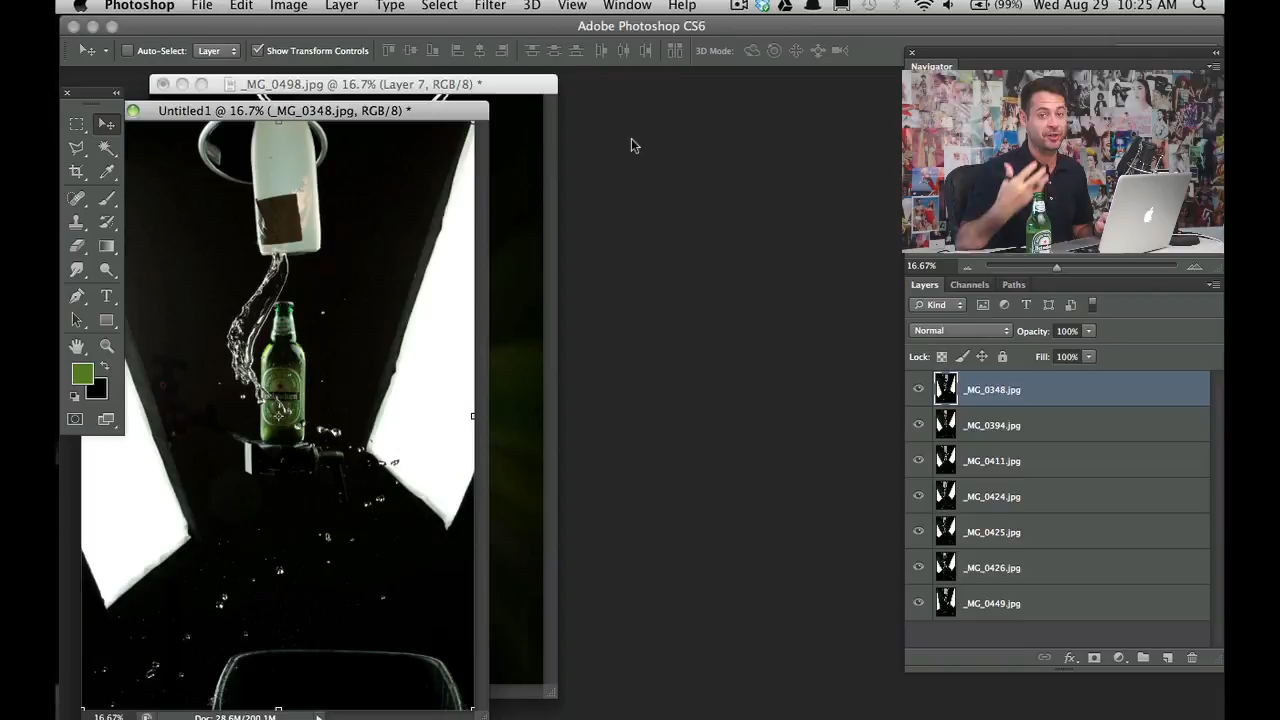 Photoshop File Edit Image Layer Type Select Filter 3D View Window Help (99%) Wed Aug 29 10:25 AM
Adobe Photoshop CS6
Auto-Select: Layer Show Transform Controls 3D Mode:
Navigator
_MG_0498.jpg @ 16.7% (Layer 7, RGB/8) *
Untitled1 @ 16.7% (_MG_0348.jpg, RGB/8) *
16.67%
Layers Channels Paths
Kind
Normal Opacity: 100%
Lock: Fill: 100%
_MG_0348.jpg
_MG_0394.jpg
_MG_0411.jpg
_MG_0424.jpg
_MG_0425.jpg
_MG_0426.jpg
_MG_0449.jpg
fx
16.67% Doc: 28.6M/200.1M